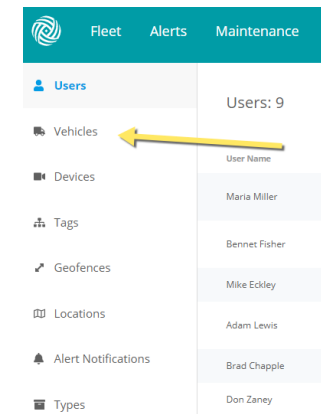 Fleet Alerts Maintenance
Users
Vehicles
Devices
Tags
Geofences
Locations
Alert Notifications
Types
Users: 9
User Name
Maria Miller
Bennet Fisher
Mike Eckley
Adam Lewis
Brad Chapple
Don Zaney